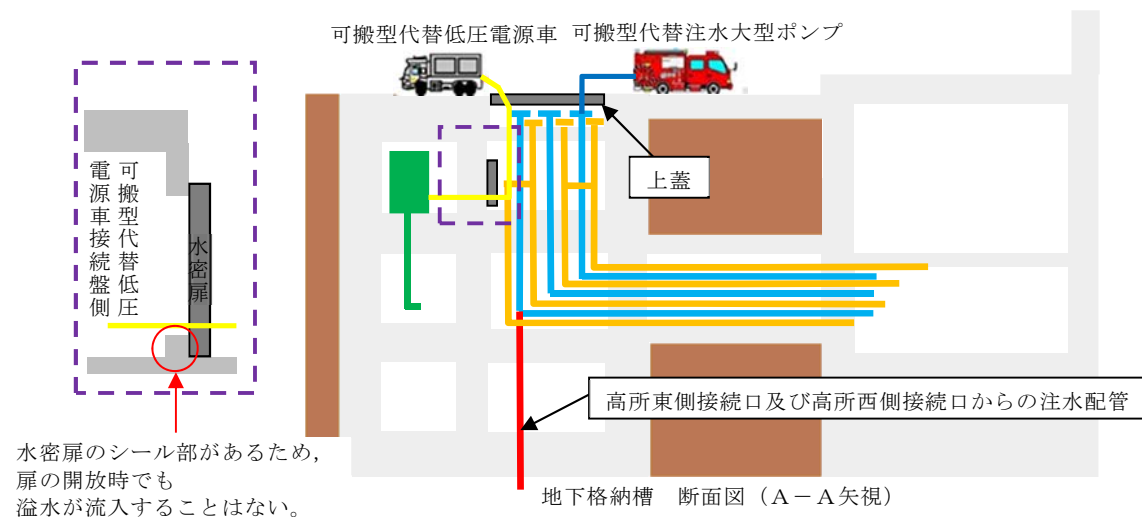 可搬型代替低圧電源車 可搬型代替注水大型ポンプ
上蓋
可搬型代替低圧
電源車接続盤側
水密扉
高所東側接続口及び高所西側接続口からの注水配管
水密扉のシール部があるため，
扉の開放時でも
溢水が流入することはない。
地下格納槽 断面図（A－A矢視）